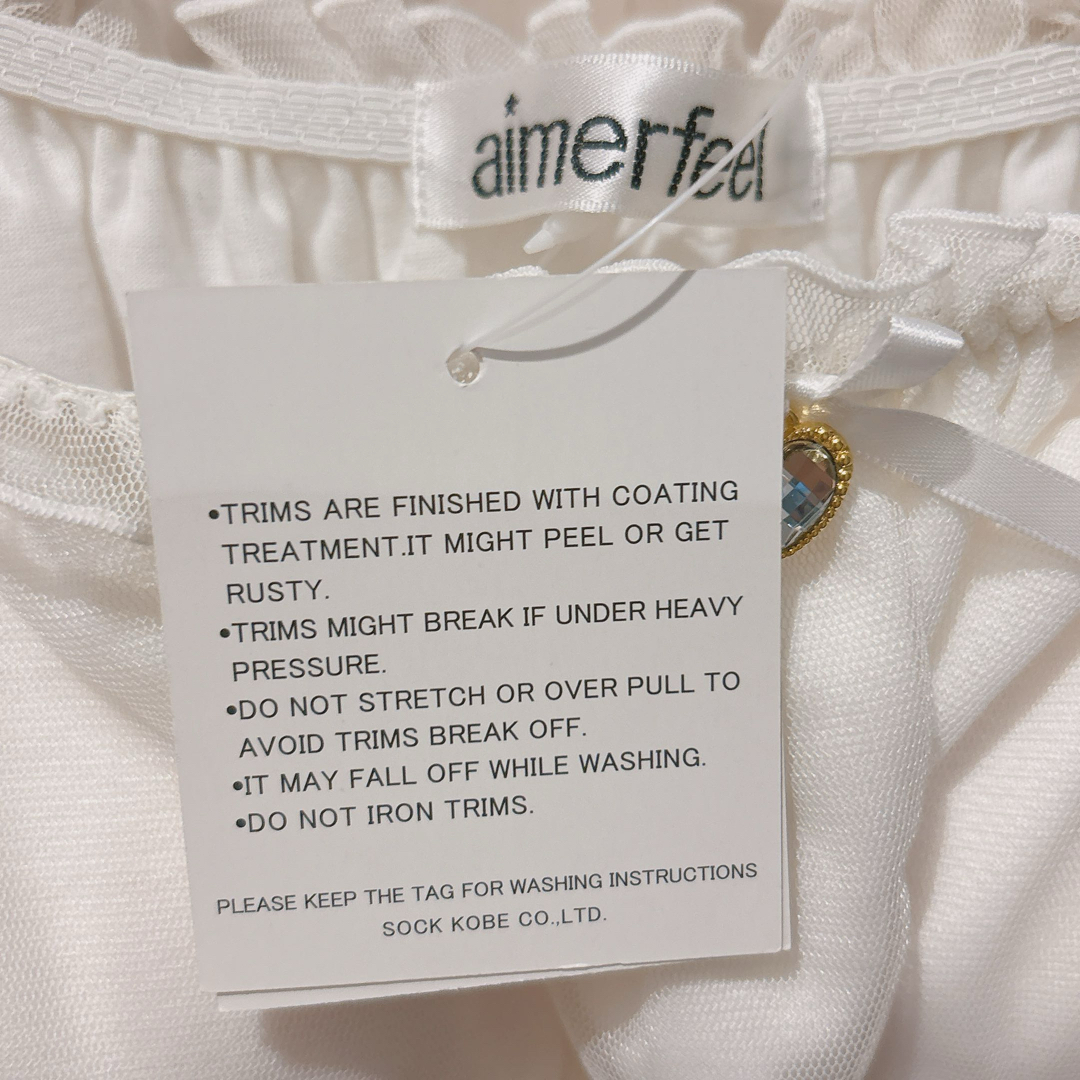 aimerfeel
•TRIMS ARE FINISHED WITH COATING
TREATMENT.IT MIGHT PEEL OR GET
RUSTY.
•TRIMS MIGHT BREAK IF UNDER HEAVY
PRESSURE.
•DO NOT STRETCH OR OVER PULL TO
AVOID TRIMS BREAK OFF.
•IT MAY FALL OFF WHILE WASHING.
•DO NOT IRON TRIMS.
PLEASE KEEP THE TAG FOR WASHING INSTRUCTIONS
SOCK KOBE CO.,LTD.